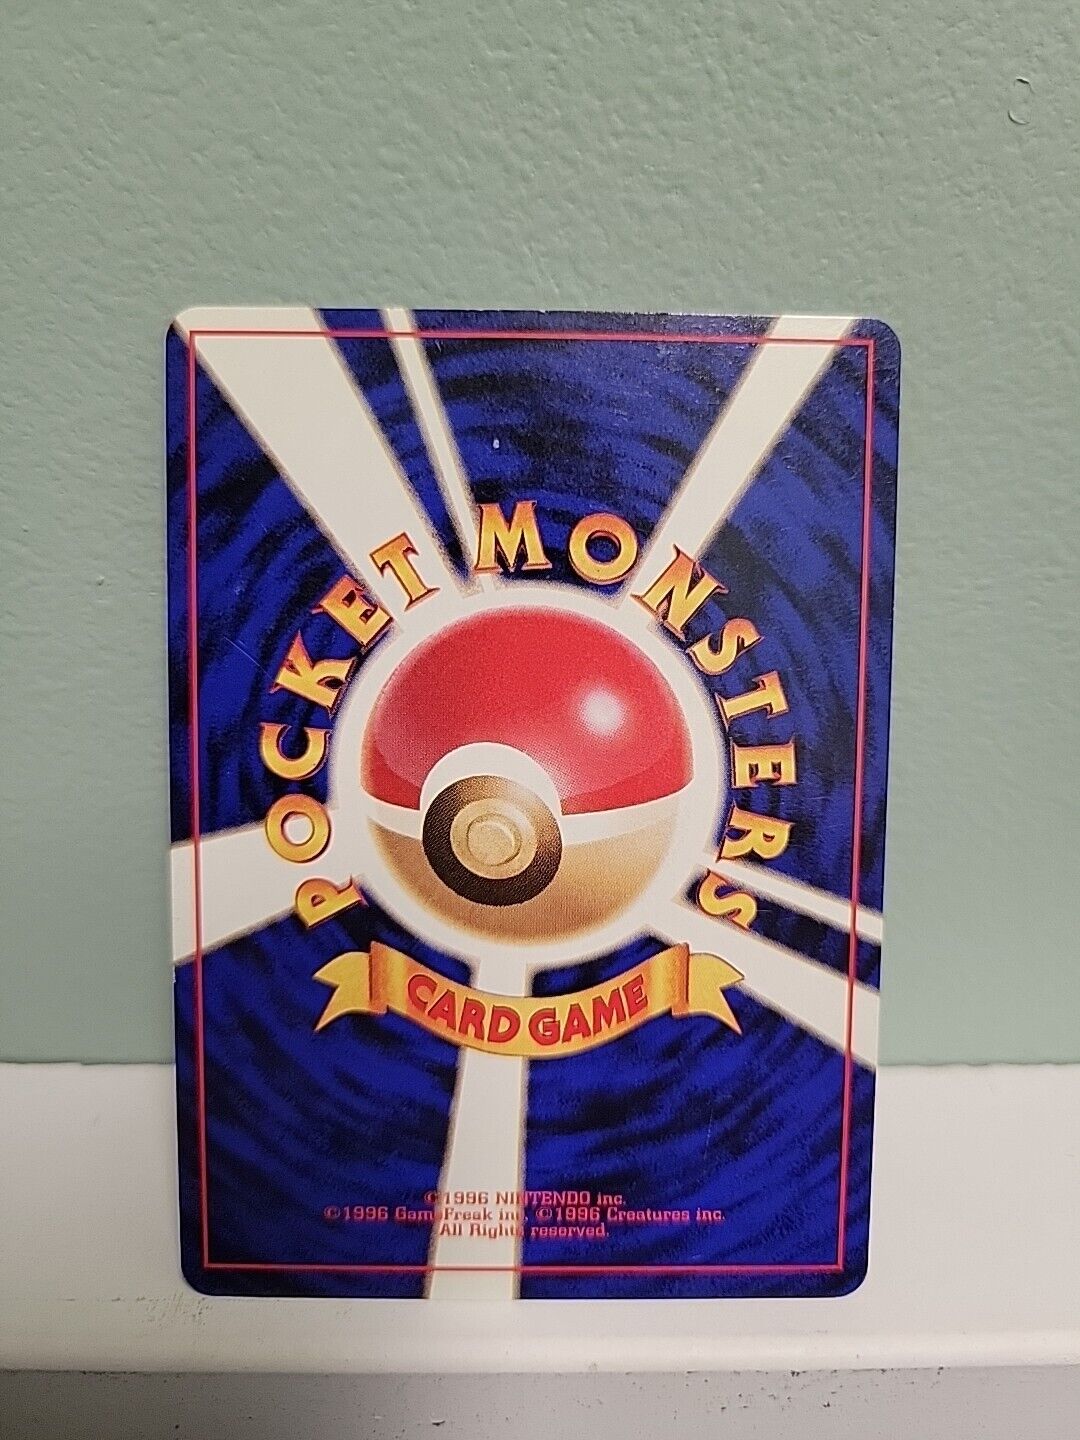 POCKET MONSTERS
CARD GAME
©1996 NINTENDO inc.
©1996 GameFreak inc, ©1996 Creatures inc.
All Rights reserved.